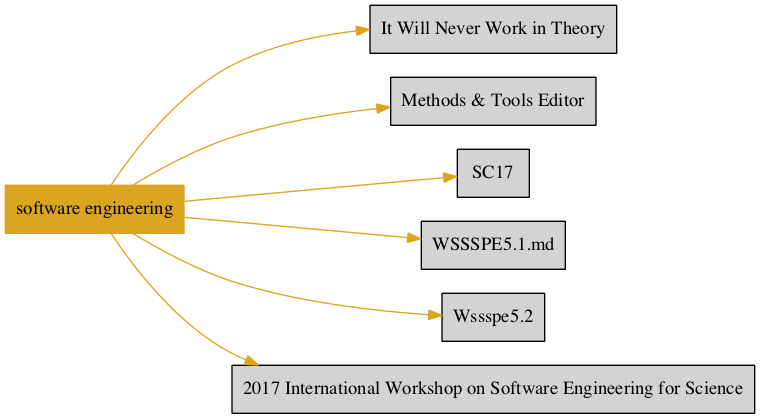 It Will Never Work in Theory
Methods & Tools Editor
SC17
software engineering
WSSSPE5.1.md
Wssspe5.2
2017 International Workshop on Software Engineering for Science